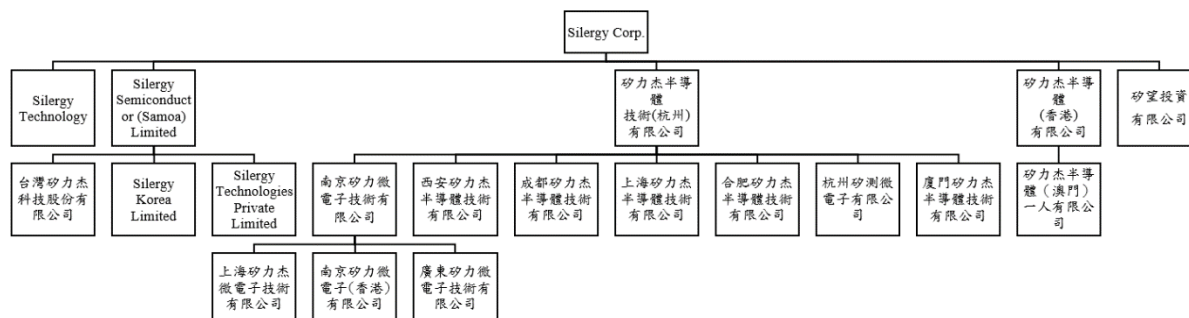 Silergy Corp.
Silergy
Technology
Silergy
Semiconduct
or (Samoa)
Limited
矽力杰半導
體
技術(杭州)
有限公司
矽力杰半導
體
(香港)
有限公司
矽望投資
有限公司
台灣矽力杰
科技股份有
限公司
Silergy
Korea
Limited
Silergy
Technologies
Private
Limited
南京矽力微
電子技術有
限公司
西安矽力杰
半導體技術
有限公司
成都矽力杰
半導體技術
有限公司
上海矽力杰
半導體技術
有限公司
合肥矽力杰
半導體技術
有限公司
杭州矽測微
電子有限公
司
廈門矽力杰
半導體技術
有限公司
矽力杰半導
體（澳門）
一人有限公
司
上海矽力杰
微電子技術
有限公司
南京矽力微
電子(香港)
有限公司
廣東矽力微
電子技術有
限公司